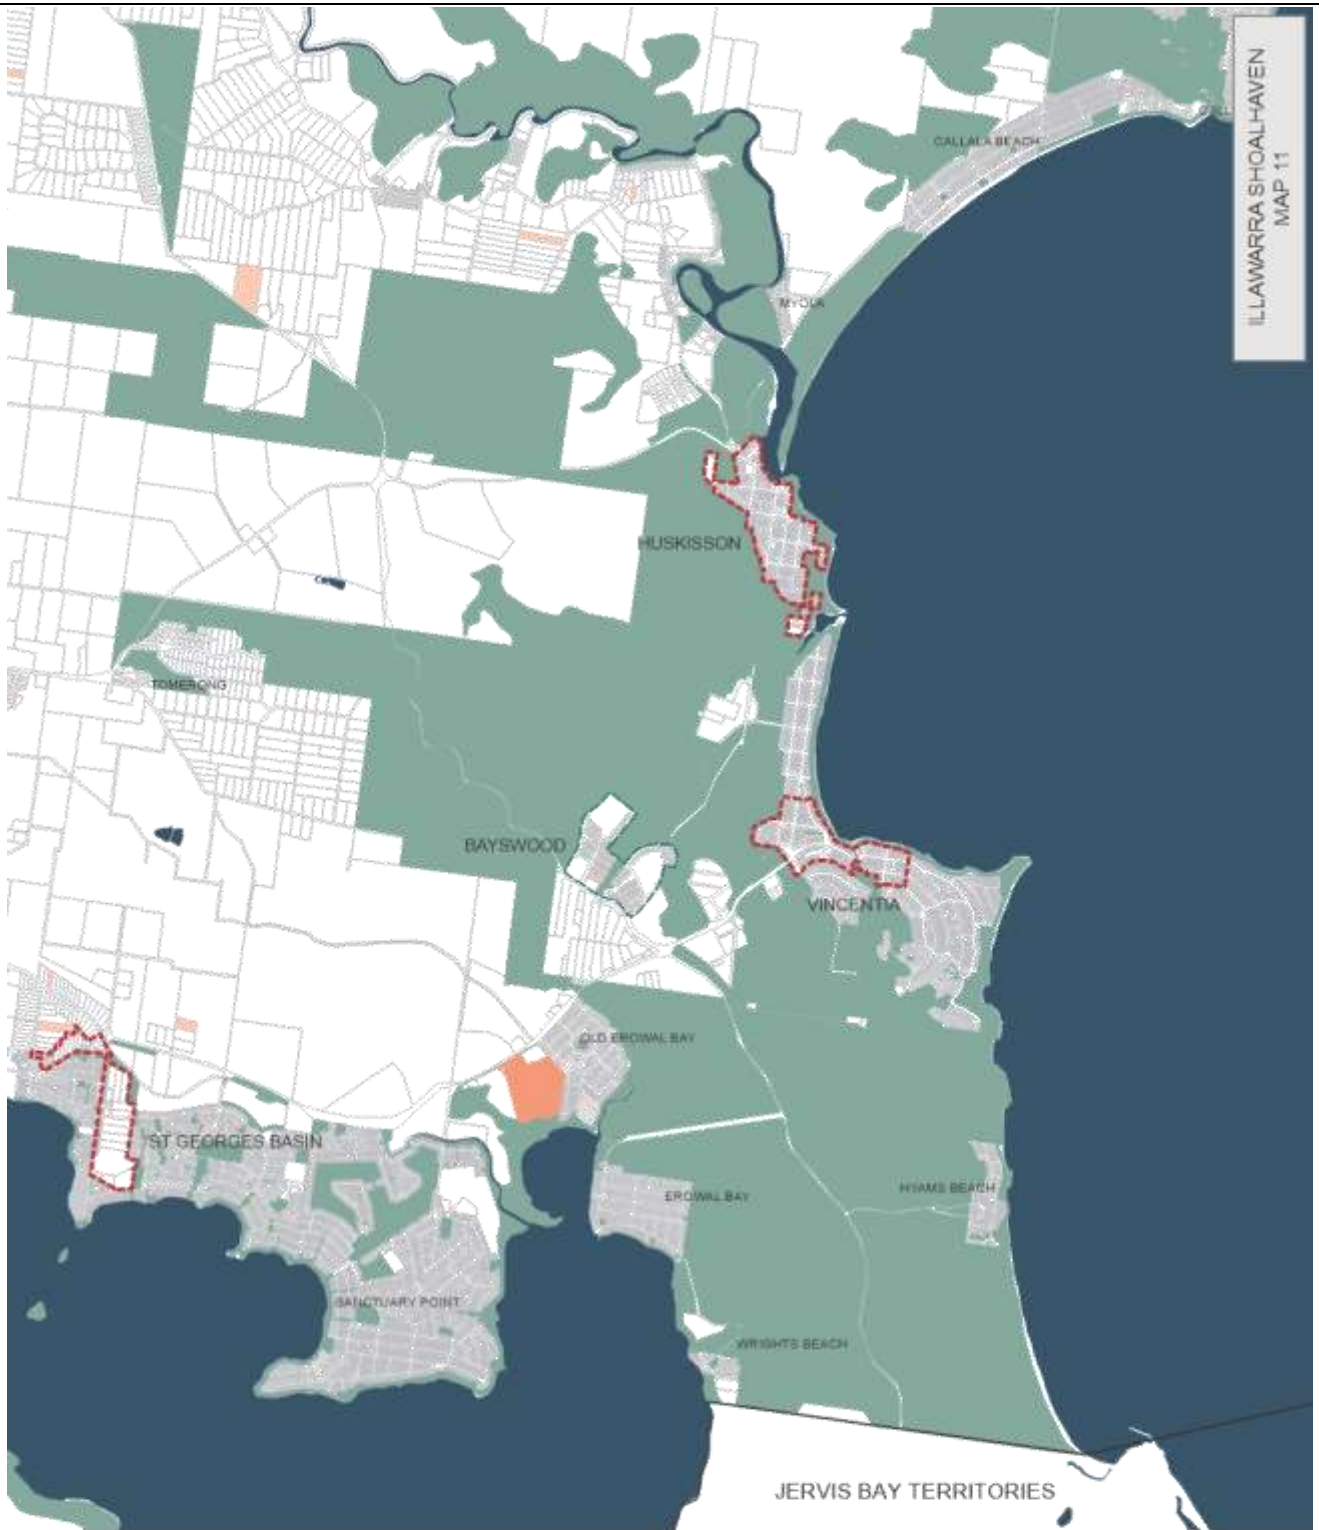 ILLAWARRA SHOALHAVEN
MAP 11
CALLALA BEACH
MYOLA
HUSKISSON
TOMERONG
BAYSWOOD
VINCENTIA
OLD EROWAL BAY
ST GEORGES BASIN
EROWAL BAY
HYAMS BEACH
SANCTUARY POINT
WRIGHTS BEACH
JERVIS BAY TERRITORIES